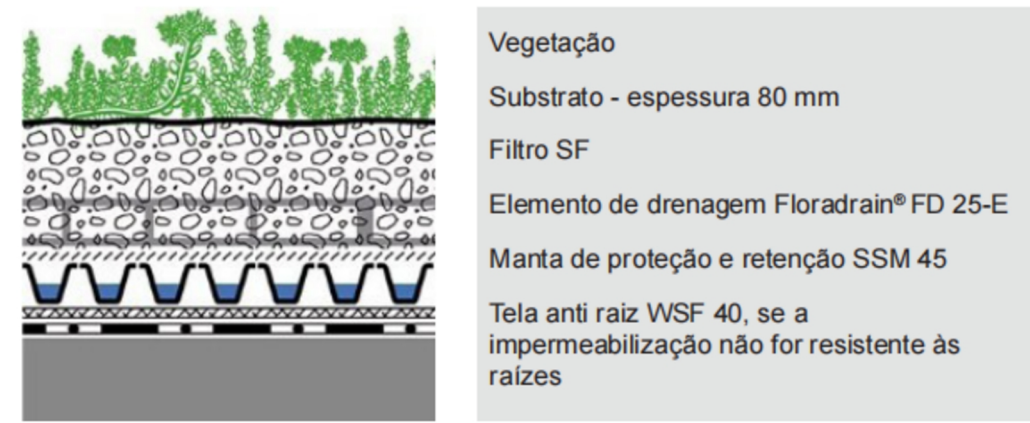 Vegetação
Substrato - espessura 80 mm
Filtro SF
Elemento de drenagem Floradrain® FD 25-E
Manta de proteção e retenção SSM 45
Tela anti raiz WSF 40, se a
impermeabilização não for resistente às
raízes